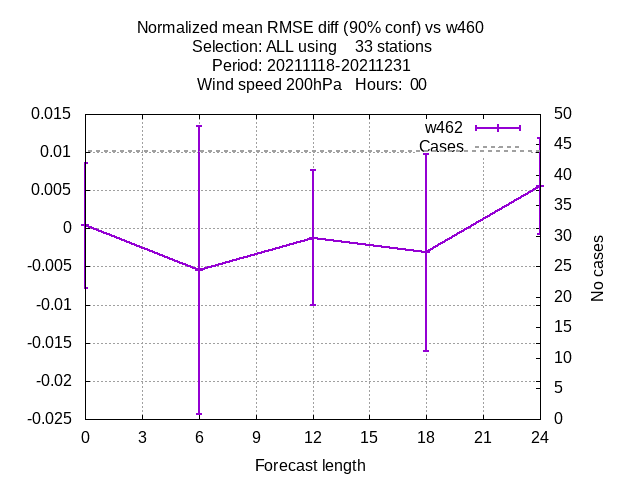 Normalized mean RMSE diff (90% conf) vs w460
Selection: ALL using    33 stations
Period: 20211118-20211231
Wind speed 200hPa   Hours:  00
0.015
0.01
0.005
0
-0.005
-0.01
-0.015
-0.02
-0.025
w462
Cases
50
45
40
35
30
25
20
15
10
5
0
No cases
0 3 6 9 12 15 18 21 24
Forecast length